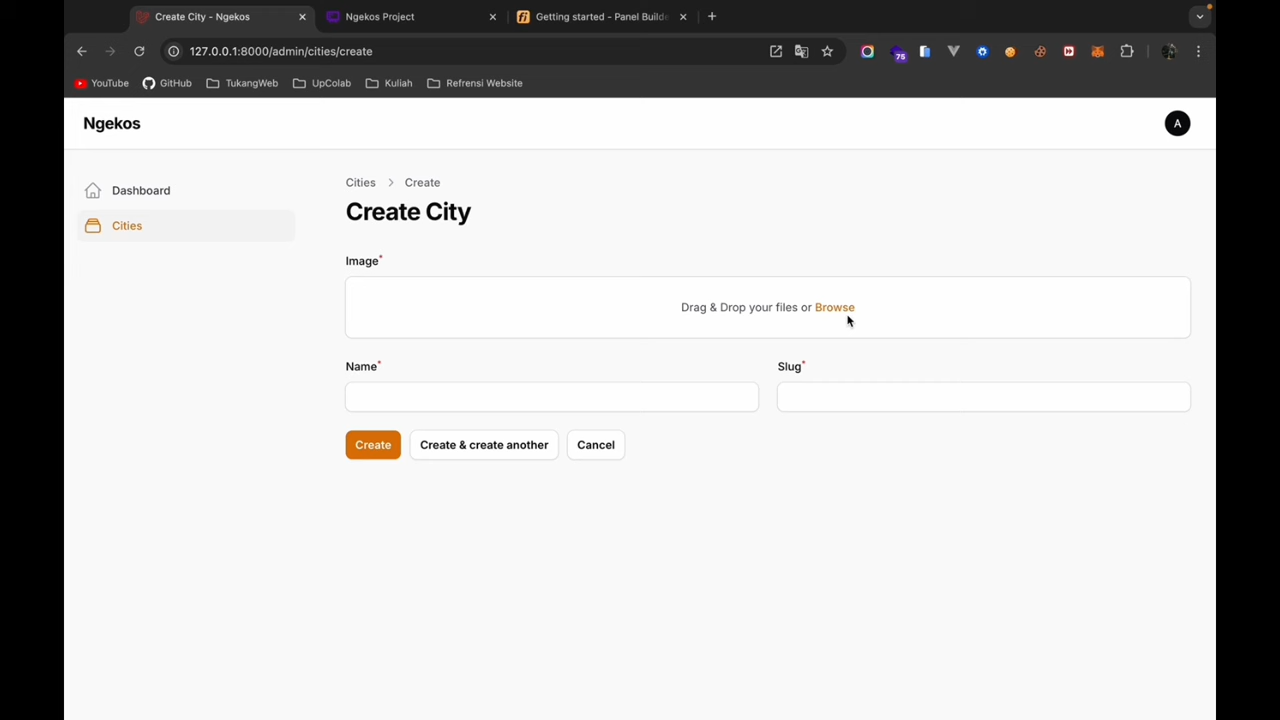 Create City - Ngekos
Ngekos Project
Getting started - Panel Builde
127.0.0.1:8000/admin/cities/create
75
YouTube
GitHub
TukangWeb
UpColab
Kuliah
Refrensi Website
Ngekos
A
Dashboard
Cities
Cities > Create
Create City
Image*
Drag & Drop your files or Browse
Name*
Slug*
Create
Create & create another
Cancel